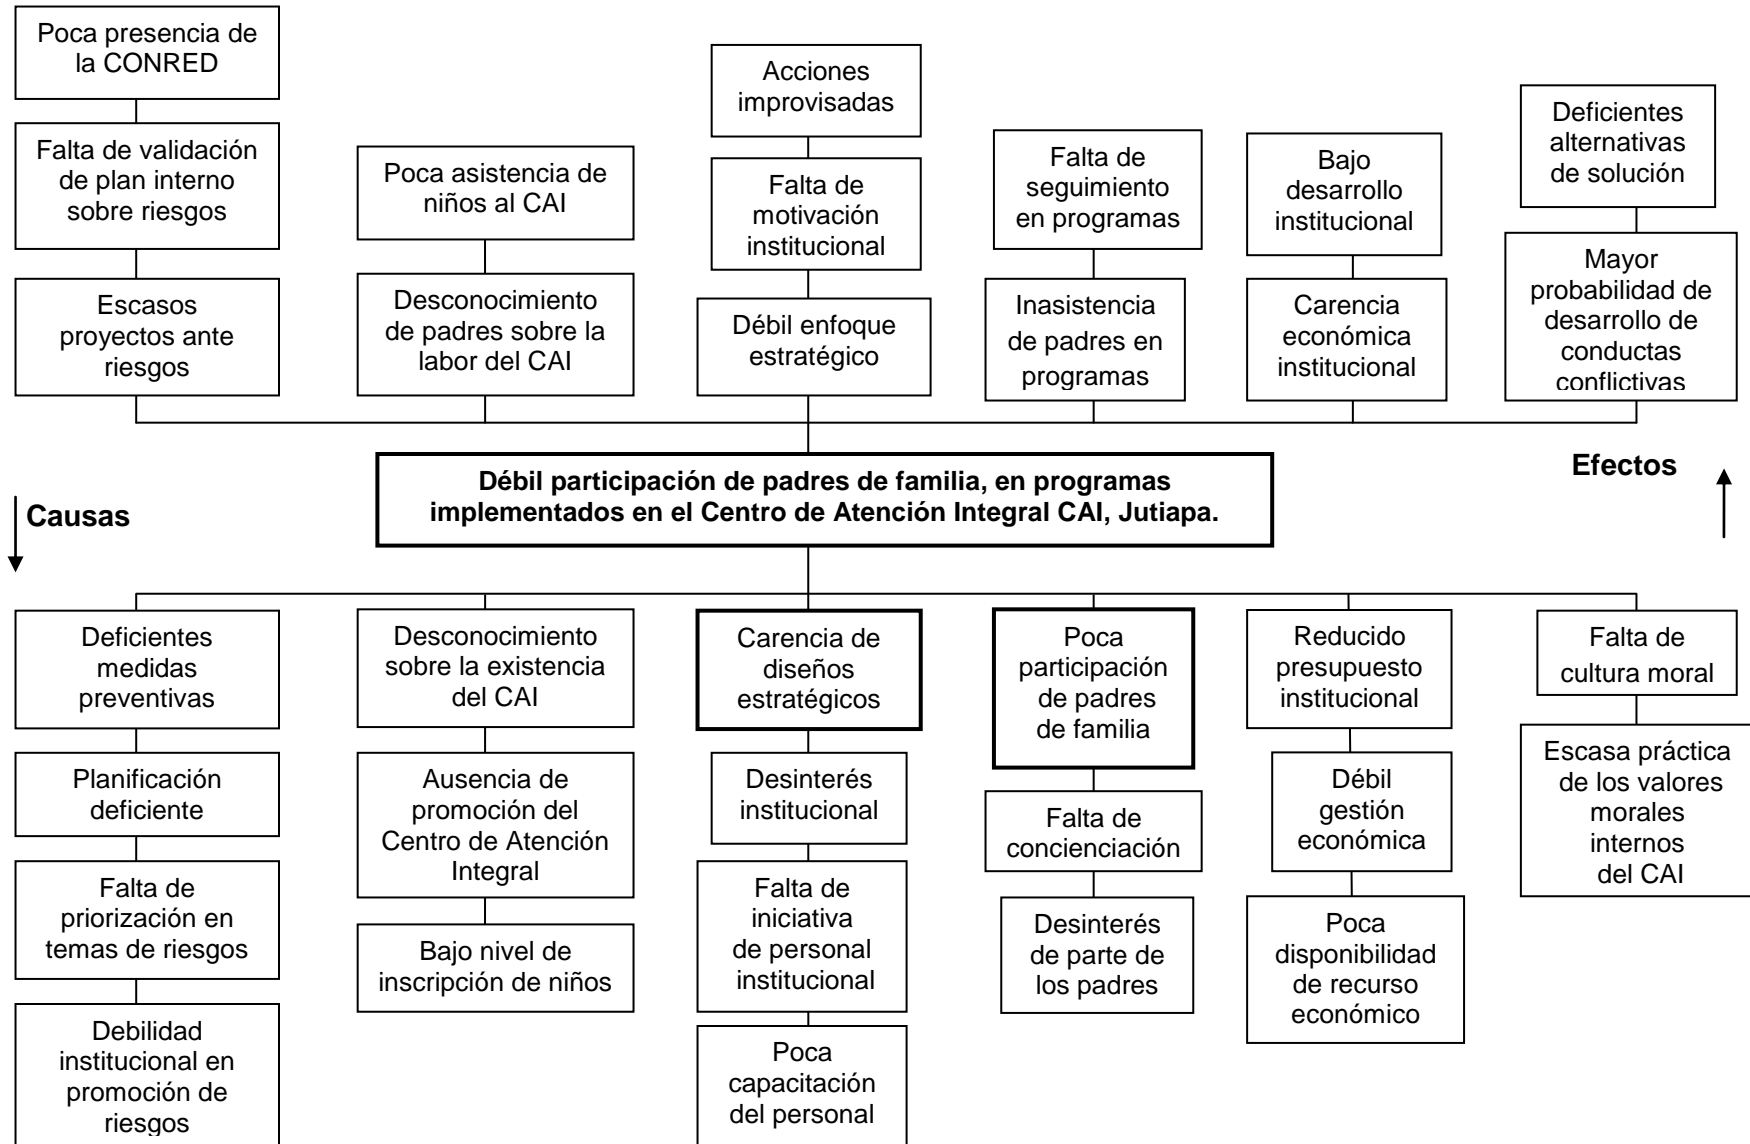 Poca presencia de
la CONRED
Falta de validación
de plan interno
sobre riesgos
Escasos
proyectos ante
riesgos
Poca asistencia de
niños al CAI
Desconocimiento
de padres sobre la
labor del CAI
Acciones
improvisadas
Falta de
motivación
institucional
Débil enfoque
estratégico
Falta de
seguimiento
en programas
Inasistencia
de padres en
programas
Bajo
desarrollo
institucional
Carencia
económica
institucional
Deficientes
alternativas
de solución
Mayor
probabilidad de
desarrollo de
conductas
conflictivas
Débil participación de padres de familia, en programas
implementados en el Centro de Atención Integral CAI, Jutiapa.
Efectos
Causas
Deficientes
medidas
preventivas
Planificación
deficiente
Falta de
priorización en
temas de riesgos
Debilidad
institucional en
promoción de
riesgos
Desconocimiento
sobre la existencia
del CAI
Ausencia de
promoción del
Centro de Atención
Integral
Bajo nivel de
inscripción de niños
Carencia de
diseños
estratégicos
Desinterés
institucional
Falta de
iniciativa
de personal
institucional
Poca
capacitación
del personal
Poca
participación
de padres
de familia
Falta de
concienciación
Desinterés
de parte de
los padres
Reducido
presupuesto
institucional
Débil
gestión
económica
Poca
disponibilidad
de recurso
económico
Falta de
cultura moral
Escasa práctica
de los valores
morales
internos
del CAI